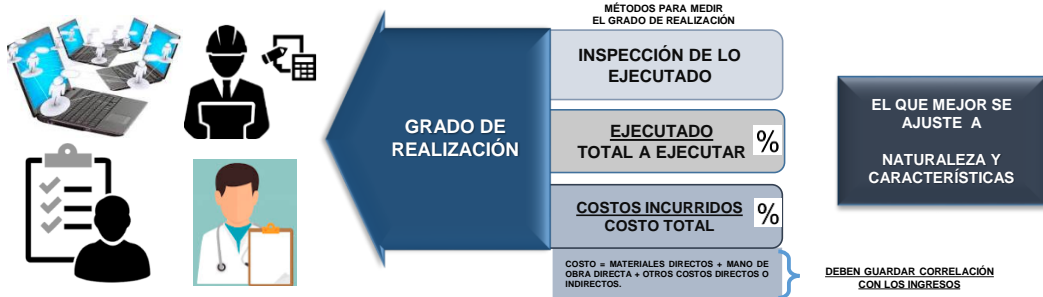 MÉTODOS PARA MEDIR
EL GRADO DE REALIZACIÓN
GRADO DE
REALIZACIÓN
INSPECCIÓN DE LO
EJECUTADO
EJECUTADO
TOTAL A EJECUTAR
%
COSTOS INCURRIDOS
COSTO TOTAL
%
COSTO = MATERIALES DIRECTOS + MANO DE
OBRA DIRECTA + OTROS COSTOS DIRECTOS O
INDIRECTOS.
EL QUE MEJOR SE
AJUSTE A
NATURALEZA Y
CARACTERÍSTICAS
DEBEN GUARDAR CORRELACIÓN
CON LOS INGRESOS